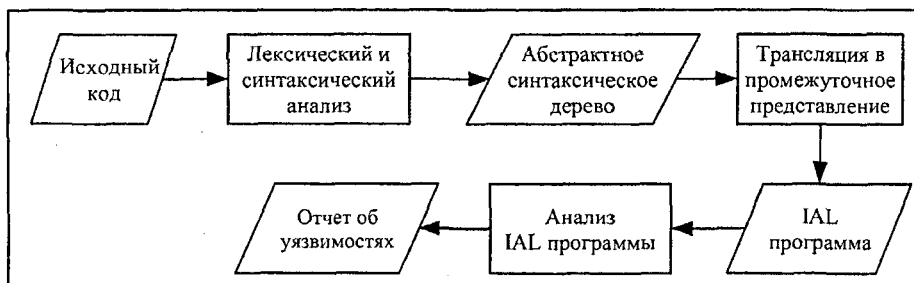 Исходный
код
Лексический и
синтаксический
анализ
Абстрактное
синтаксическое
дерево
Трансляция в
промежуточное
представление
Отчет об
уязвимостях
Анализ
IAL программы
IAL
программа